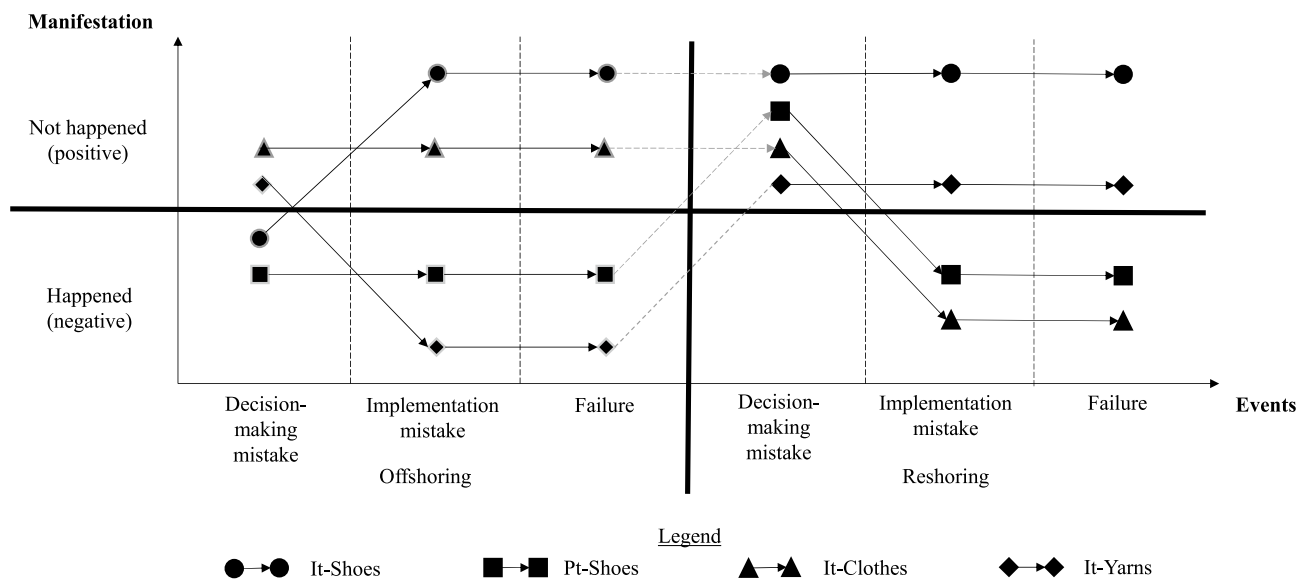 Manifestation
Not happened
(positive)
Happened
(negative)
Decision-
making
mistake
Implementation
mistake
Failure
Decision-
making
mistake
Implementation
mistake
Failure
Events
Offshoring
Reshoring
Legend
It-Shoes
Pt-Shoes
It-Clothes
It-Yarns